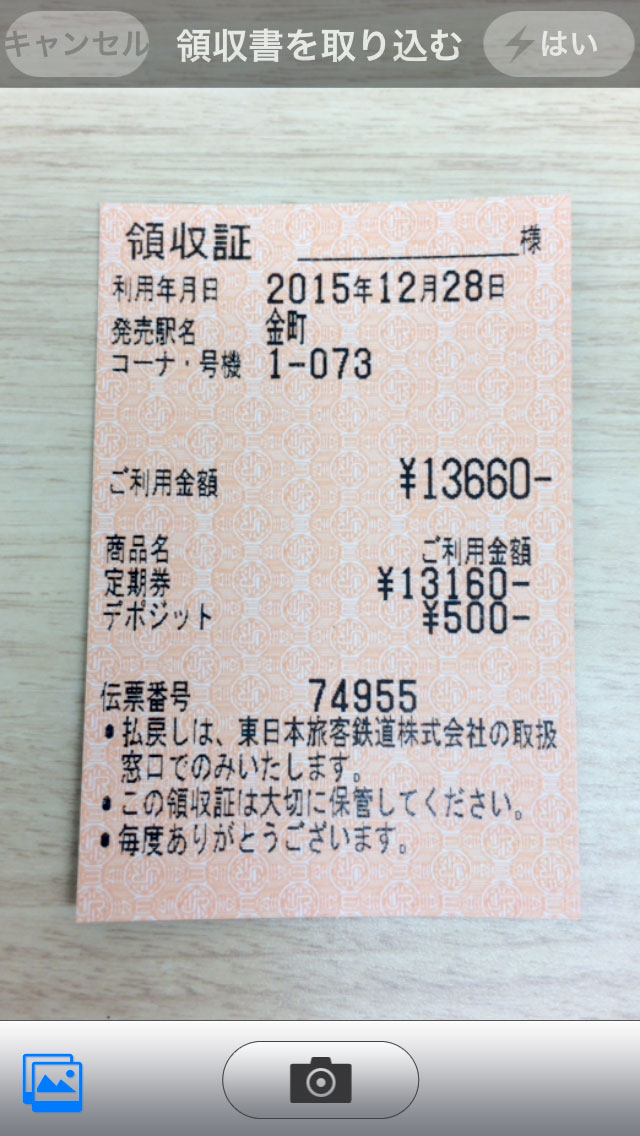 キャンセル 領収書を取り込む はい
領収証 様
利用年月日 2015年12月28日
発売駅名 金町
コーナ・号機 1-073
ご利用金額 ¥13660-
商品名 ご利用金額
定期券 ¥13160-
デポジット ¥500-
伝票番号 74955
•払戻しは、東日本旅客鉄道株式会社の取扱
窓口でのみいたします。
•この領収証は大切に保管してください。
•毎度ありがとうございます。